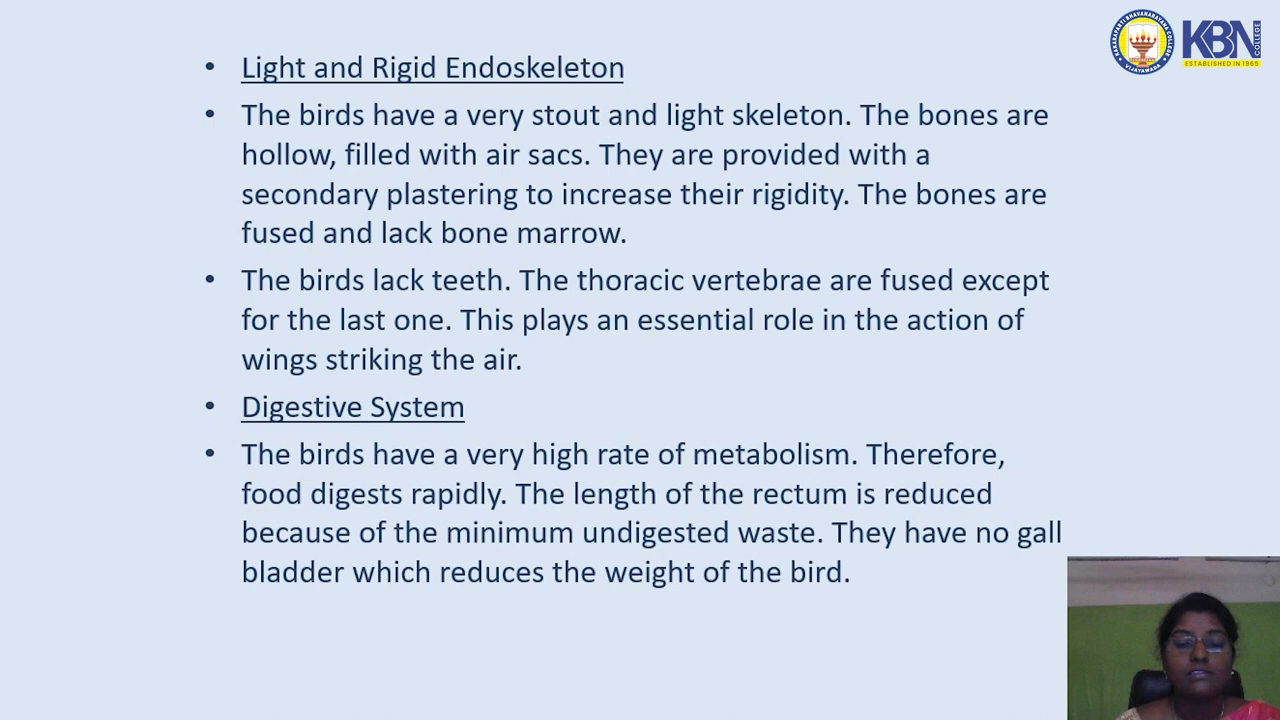 KBN
COLLEGE
ESTABLISHED IN 1965
KAKARAPARTI BHAVANARAYANA COLLEGE
VIJAYAWADA
• Light and Rigid Endoskeleton
• The birds have a very stout and light skeleton. The bones are
hollow, filled with air sacs. They are provided with a
secondary plastering to increase their rigidity. The bones are
fused and lack bone marrow.
• The birds lack teeth. The thoracic vertebrae are fused except
for the last one. This plays an essential role in the action of
wings striking the air.
• Digestive System
• The birds have a very high rate of metabolism. Therefore,
food digests rapidly. The length of the rectum is reduced
because of the minimum undigested waste. They have no gall
bladder which reduces the weight of the bird.